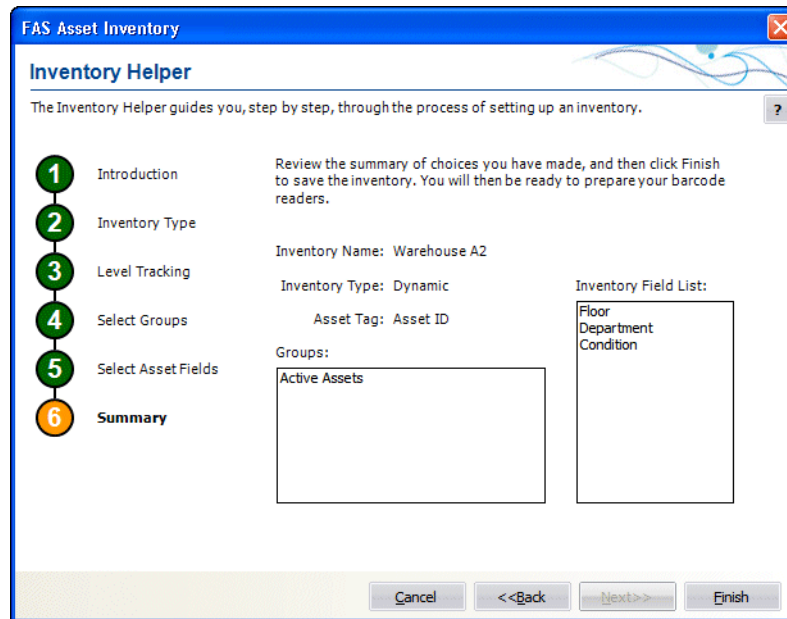 FAS Asset Inventory
Inventory Helper
The Inventory Helper guides you, step by step, through the process of setting up an inventory.
?
1 Introduction
2 Inventory Type
3 Level Tracking
4 Select Groups
5 Select Asset Fields
6 Summary
Review the summary of choices you have made, and then click Finish
to save the inventory. You will then be ready to prepare your barcode
readers.
Inventory Name: Warehouse A2
Inventory Type: Dynamic
Asset Tag: Asset ID
Groups:
Active Assets
Inventory Field List:
Floor
Department
Condition
Cancel
<<Back
Next>>
Finish